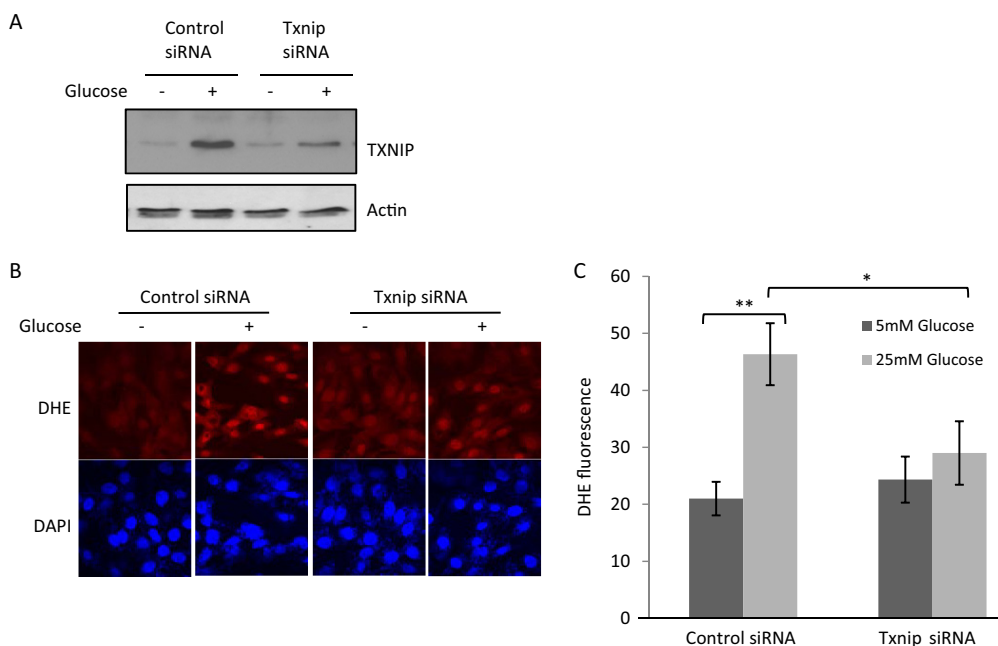 A
Control
siRNA
Txnip
siRNA
Glucose - + - +
TXNIP
Actin
B
Control siRNA Txnip siRNA
Glucose - + - +
DHE
DAPI
C
60
50
40
30
20
10
0
DHE fluorescence
**
*
5mM Glucose
25mM Glucose
Control siRNA Txnip siRNA